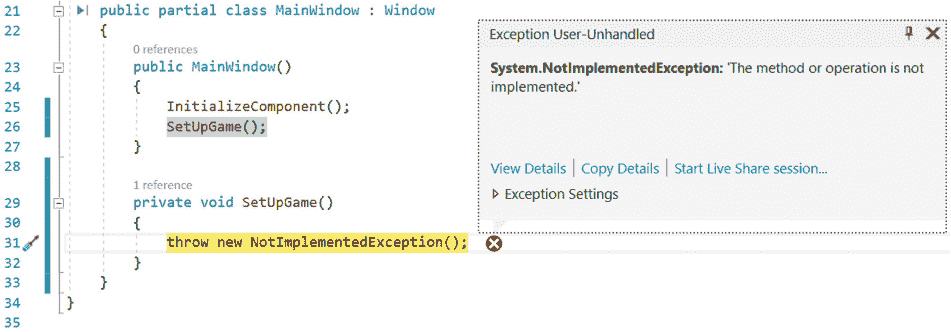 21 public partial class MainWindow : Window
22 {
0 references
23 public MainWindow()
24 {
25 InitializeComponent();
26 SetUpGame();
27 }
28
1 reference
29 private void SetUpGame()
30 {
31 throw new NotImplementedException();
32 }
33 }
34 }
35
Exception User-Unhandled
System.NotImplementedException: 'The method or operation is not
implemented.'
View Details | Copy Details | Start Live Share session...
Exception Settings